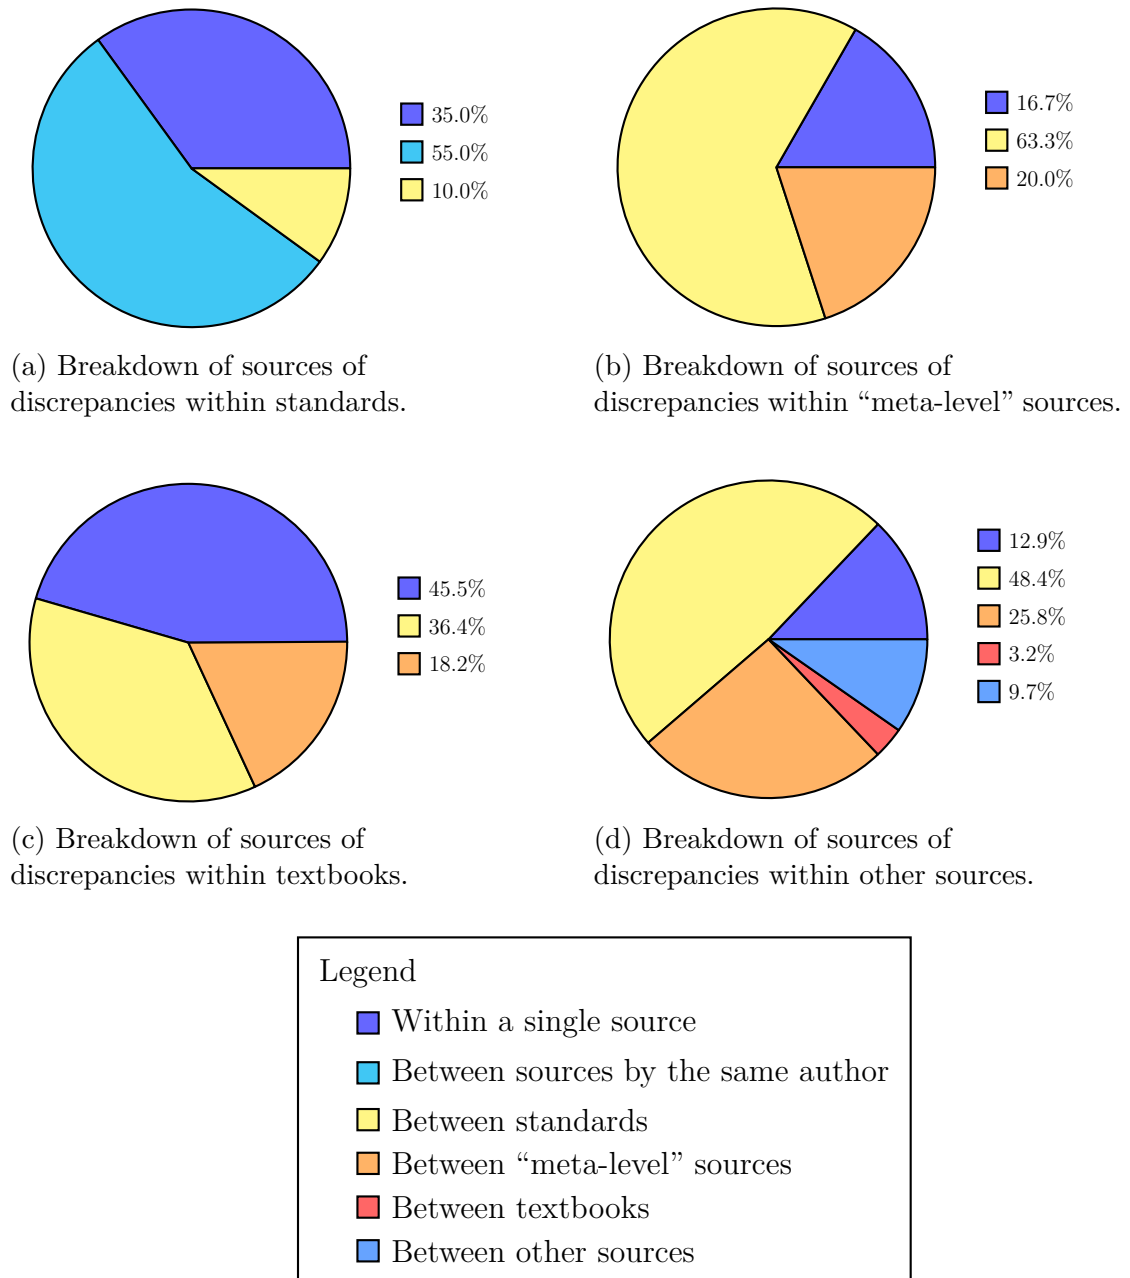 35.0%
55.0%
10.0%
(a) Breakdown of sources of
discrepancies within standards.
16.7%
63.3%
20.0%
(b) Breakdown of sources of
discrepancies within “meta-level” sources.
45.5%
36.4%
18.2%
(c) Breakdown of sources of
discrepancies within textbooks.
12.9%
48.4%
25.8%
3.2%
9.7%
(d) Breakdown of sources of
discrepancies within other sources.
Legend
Within a single source
Between sources by the same author
Between standards
Between “meta-level” sources
Between textbooks
Between other sources